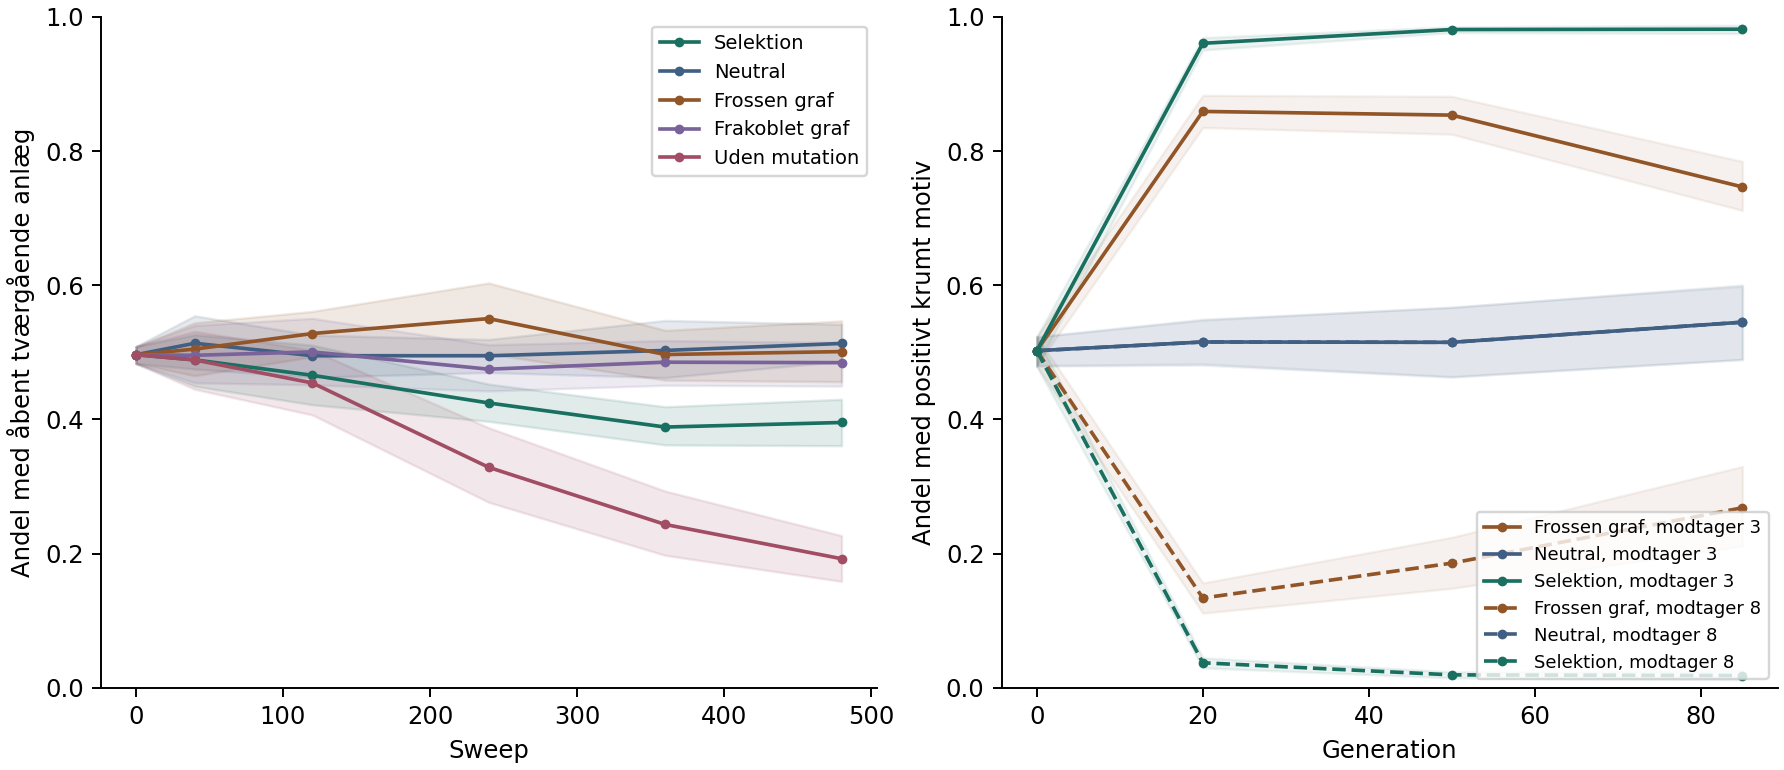 Andel med åbent tværgående anlæg
1.0
0.8
0.6
0.4
0.2
0.0
0
100
200
300
400
500
Sweep
Selektion
Neutral
Frossen graf
Frakoblet graf
Uden mutation
Andel med positivt krumt motiv
1.0
0.8
0.6
0.4
0.2
0.0
0
20
40
60
80
Generation
Frossen graf, modtager 3
Neutral, modtager 3
Selektion, modtager 3
Frossen graf, modtager 8
Neutral, modtager 8
Selektion, modtager 8